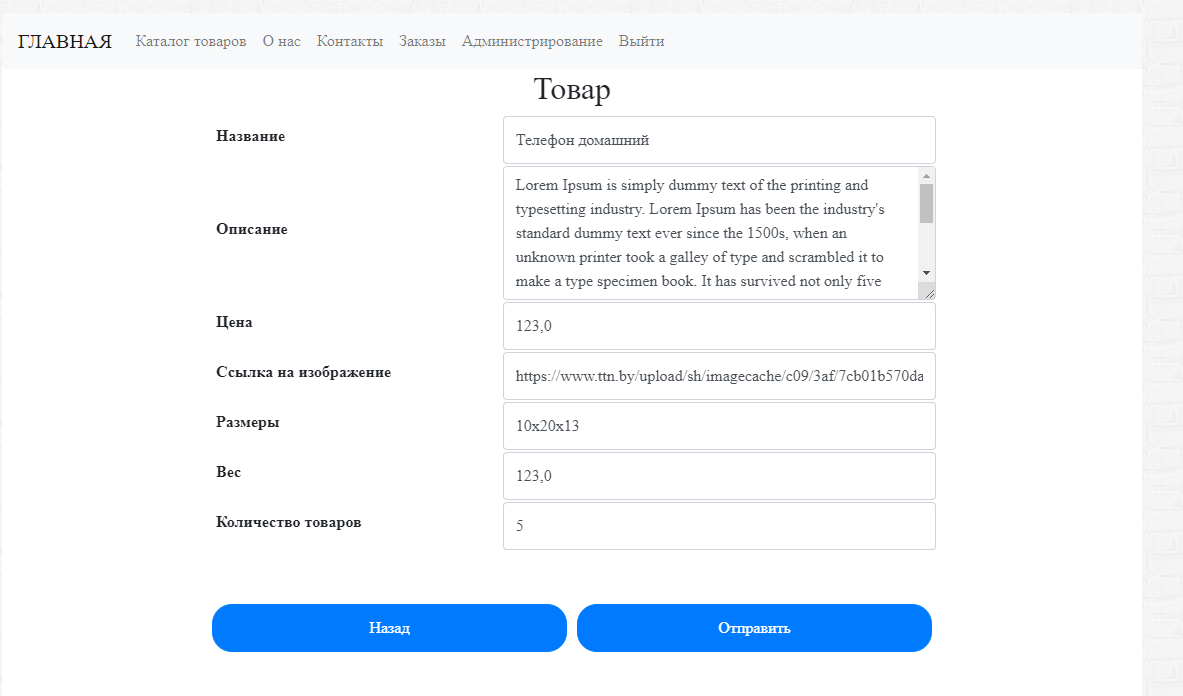 ГЛАВНАЯ Каталог товаров О нас Контакты Заказы Администрирование Выйти
Товар
Название Телефон домашний
Описание
Lorem Ipsum is simply dummy text of the printing and
typesetting industry. Lorem Ipsum has been the industry's
standard dummy text ever since the 1500s, when an
unknown printer took a galley of type and scrambled it to
make a type specimen book. It has survived not only five
Цена 123,0
Ссылка на изображение https://www.ttn.by/upload/sh/imagecache/c09/3af/7cb01b570da
Размеры 10x20x13
Вес 123,0
Количество товаров 5
Назад Отправить